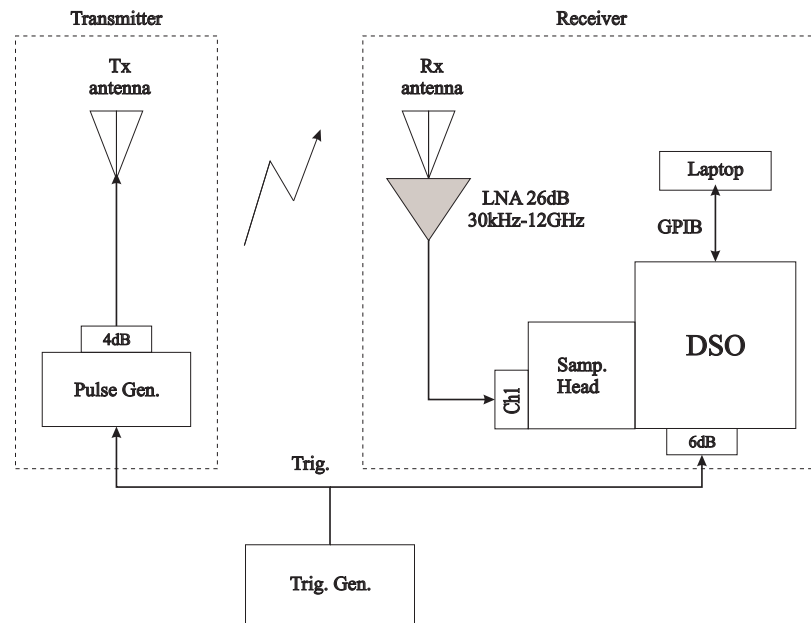 Transmitter
Receiver
Tx
antenna
Rx
antenna
Laptop
LNA 26dB
30kHz-12GHz
GPIB
4dB
DSO
Pulse Gen.
Samp.
Head
Ch1
6dB
Trig.
Trig. Gen.